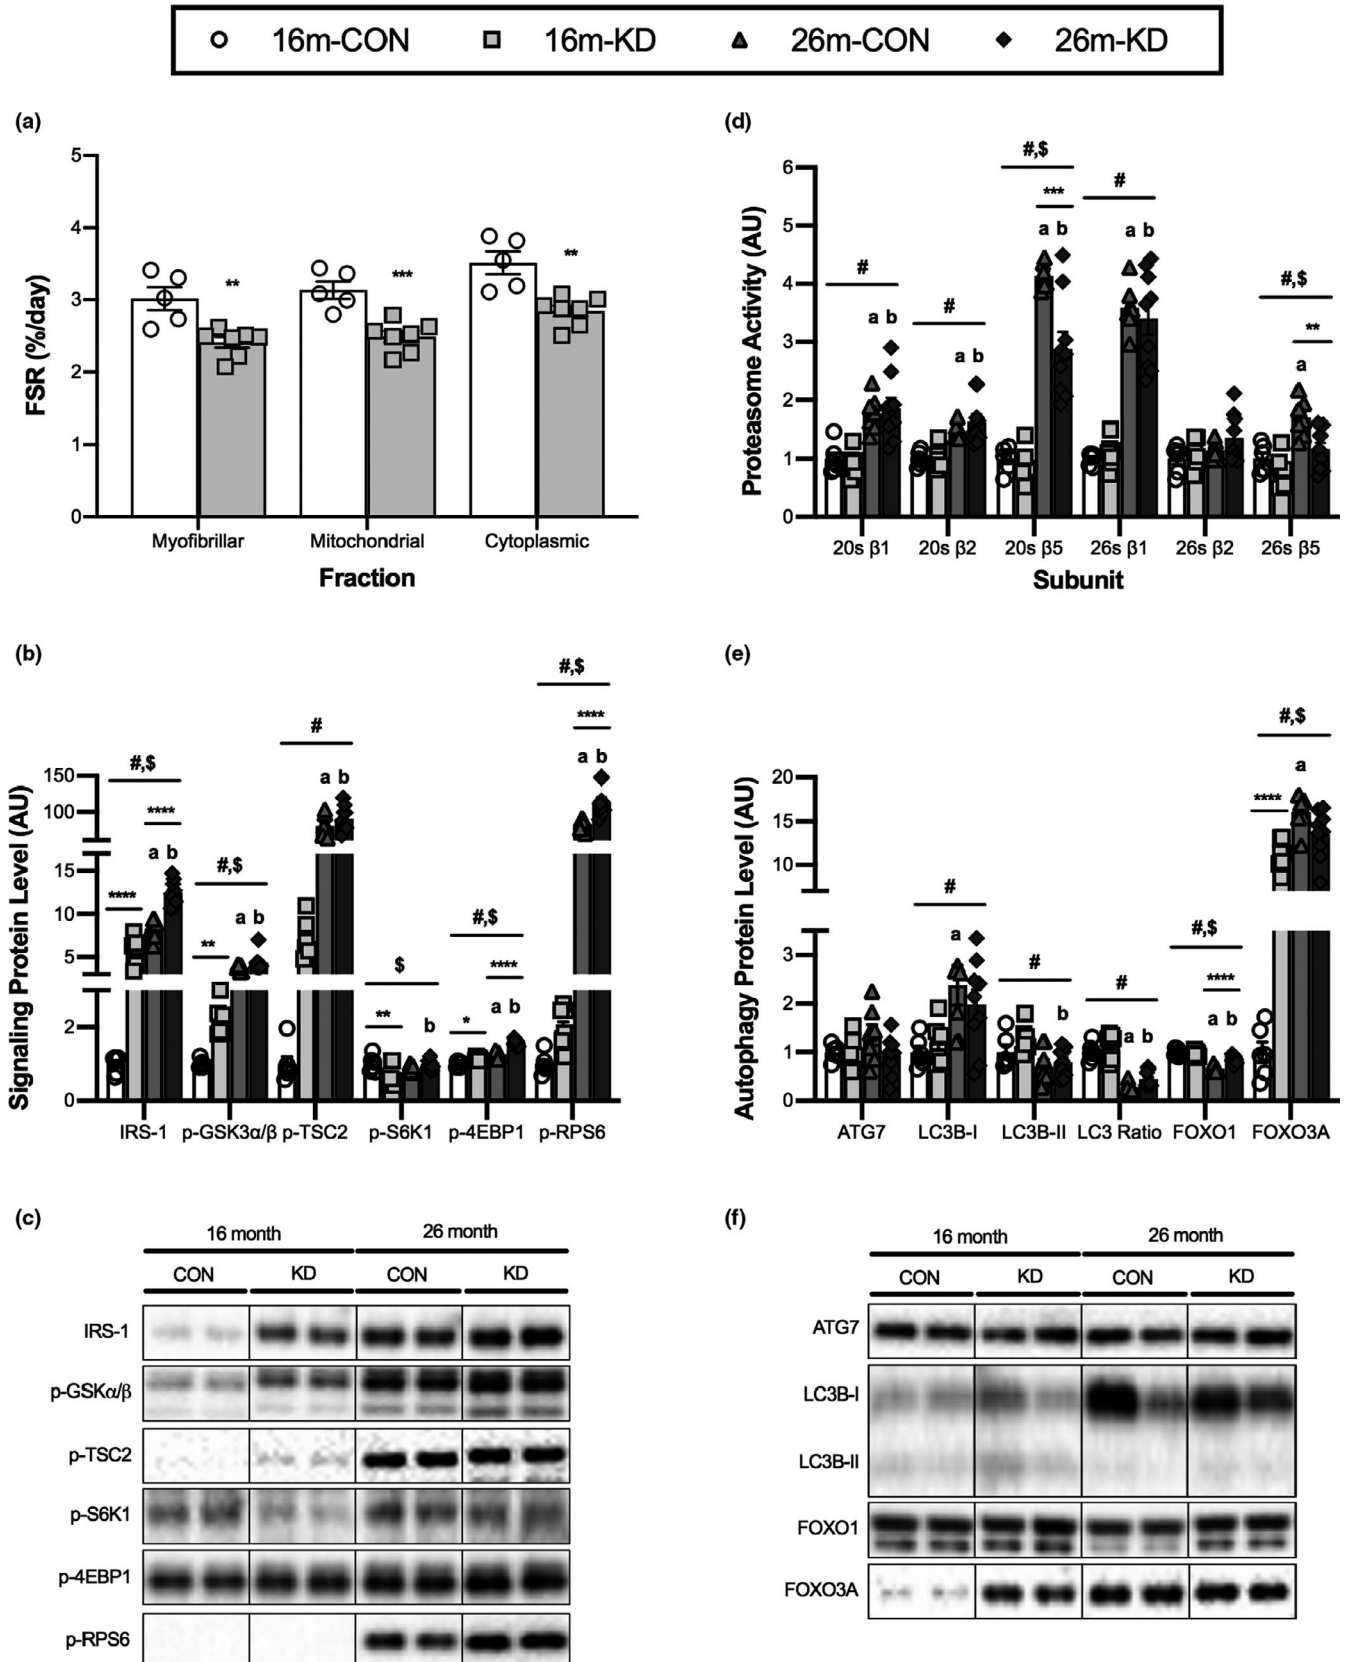 16m-CON 16m-KD 26m-CON 26m-KD
(a)
FSR (%/day)
5
4
3
2
1
0
** *** **
Myofibrillar Mitochondrial Cytoplasmic
Fraction
(d)
Proteasome Activity (AU)
6
5
4
3
2
1
0
# # #,$ # #,$
*** **
a b a b a b a b a
20s β1 20s β2 20s β5 26s β1 26s β2 26s β5
Subunit
(b)
Signaling Protein Level (AU)
150
100
15
10
5
2
0
#,$ #,$ # $ #,$ #,$
**** **** ** ** * **** ****
a b a b a b b a b a b
IRS-1 p-GSK3α/β p-TSC2 p-S6K1 p-4EBP1 p-RPS6
(e)
Autophagy Protein Level (AU)
20
15
10
3
2
1
0
# # # #,$ #,$
**** ****
a b a b a b a
ATG7 LC3B-I LC3B-II LC3 Ratio FOXO1 FOXO3A
(c)
16 month 26 month
CON KD CON KD
IRS-1
p-GSKα/β
p-TSC2
p-S6K1
p-4EBP1
p-RPS6
(f)
16 month 26 month
CON KD CON KD
ATG7
LC3B-I
LC3B-II
FOXO1
FOXO3A